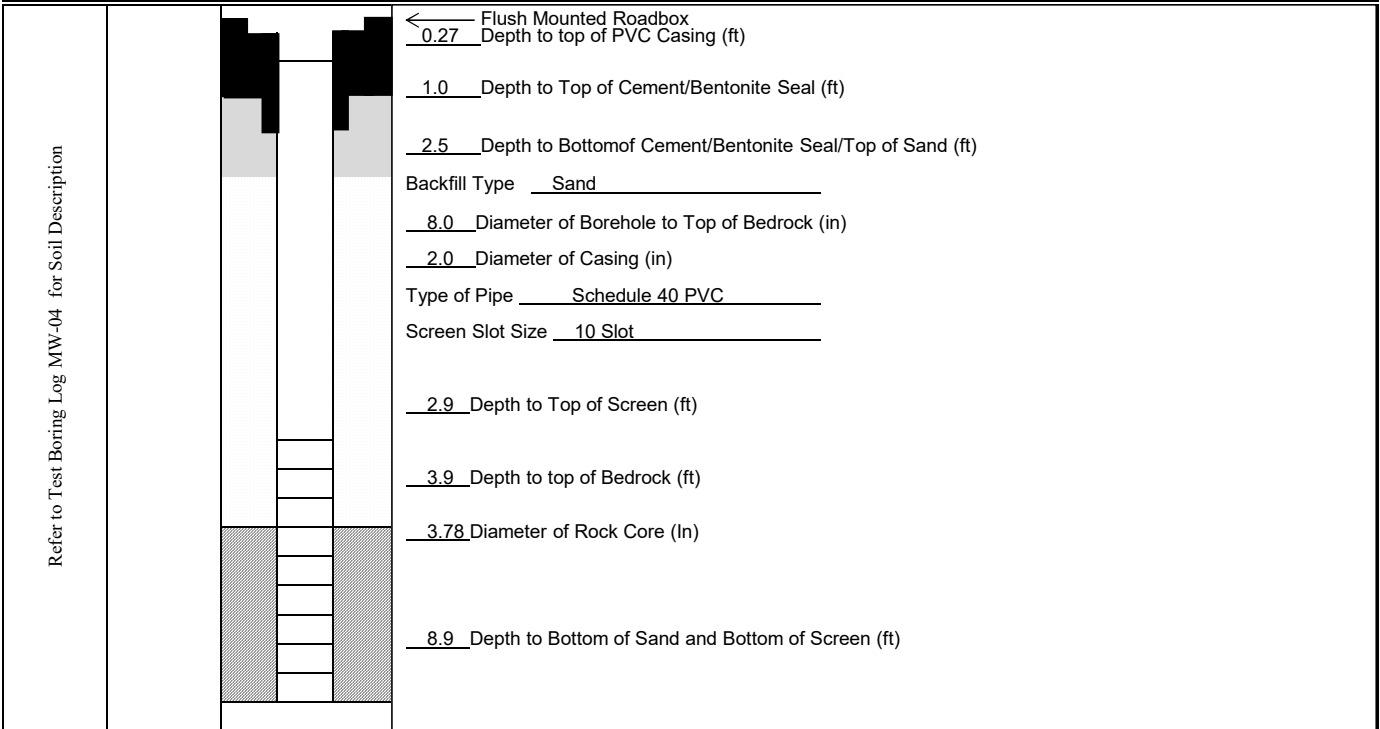 Flush Mounted Roadbox
0.27 Depth to top of PVC Casing (ft)
1.0 Depth to Top of Cement/Bentonite Seal (ft)
2.5 Depth to Bottomof Cement/Bentonite Seal/Top of Sand (ft)
Backfill Type Sand
8.0 Diameter of Borehole to Top of Bedrock (in)
2.0 Diameter of Casing (in)
Type of Pipe Schedule 40 PVC
Screen Slot Size 10 Slot
2.9 Depth to Top of Screen (ft)
3.9 Depth to top of Bedrock (ft)
3.78 Diameter of Rock Core (In)
8.9 Depth to Bottom of Sand and Bottom of Screen (ft)
Refer to Test Boring Log MW-04 for Soil Description